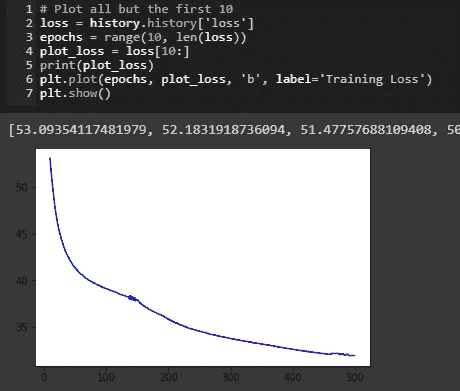 1 # Plot all but the first 10
2 loss = history.history['loss']
3 epochs = range(10, len(loss))
4 plot_loss = loss[10:]
5 print(plot_loss)
6 plt.plot(epochs, plot_loss, 'b', label='Training Loss')
7 plt.show()
[53.09354117481979, 52.1831918736094, 51.47757688109408, 50
50
45
40
35
0 100 200 300 400 500